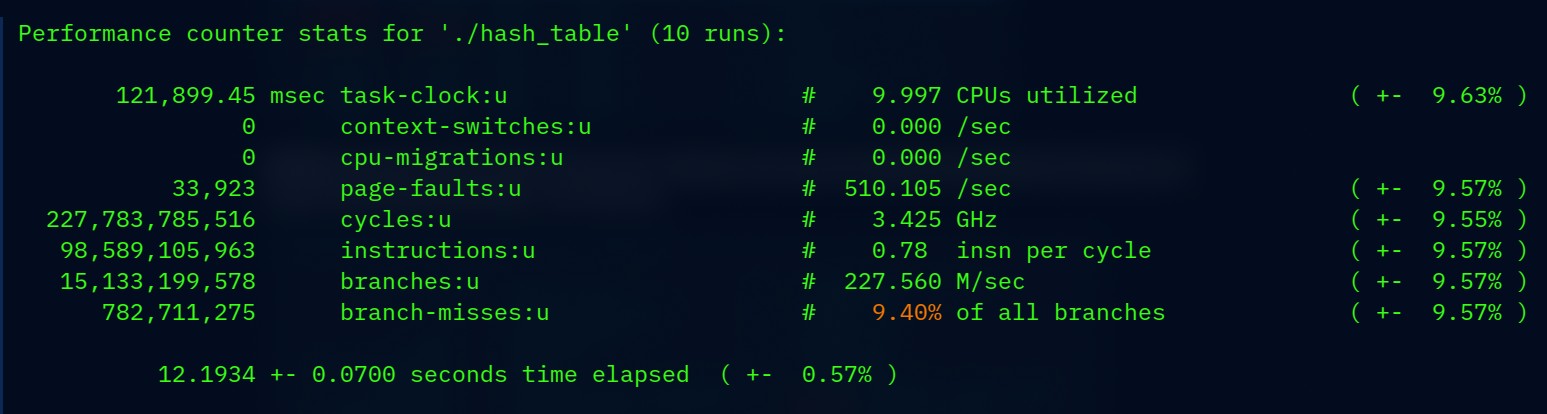 Performance counter stats for './hash_table' (10 runs):
121,899.45 msec task-clock:u # 9.997 CPUs utilized ( +- 9.63% )
0 context-switches:u # 0.000 /sec
0 cpu-migrations:u # 0.000 /sec
33,923 page-faults:u # 510.105 /sec ( +- 9.57% )
227,783,785,516 cycles:u # 3.425 GHz ( +- 9.55% )
98,589,105,963 instructions:u # 0.78 insn per cycle ( +- 9.57% )
15,133,199,578 branches:u # 227.560 M/sec ( +- 9.57% )
782,711,275 branch-misses:u # 9.40% of all branches ( +- 9.57% )
12.1934 +- 0.0700 seconds time elapsed ( +- 0.57% )